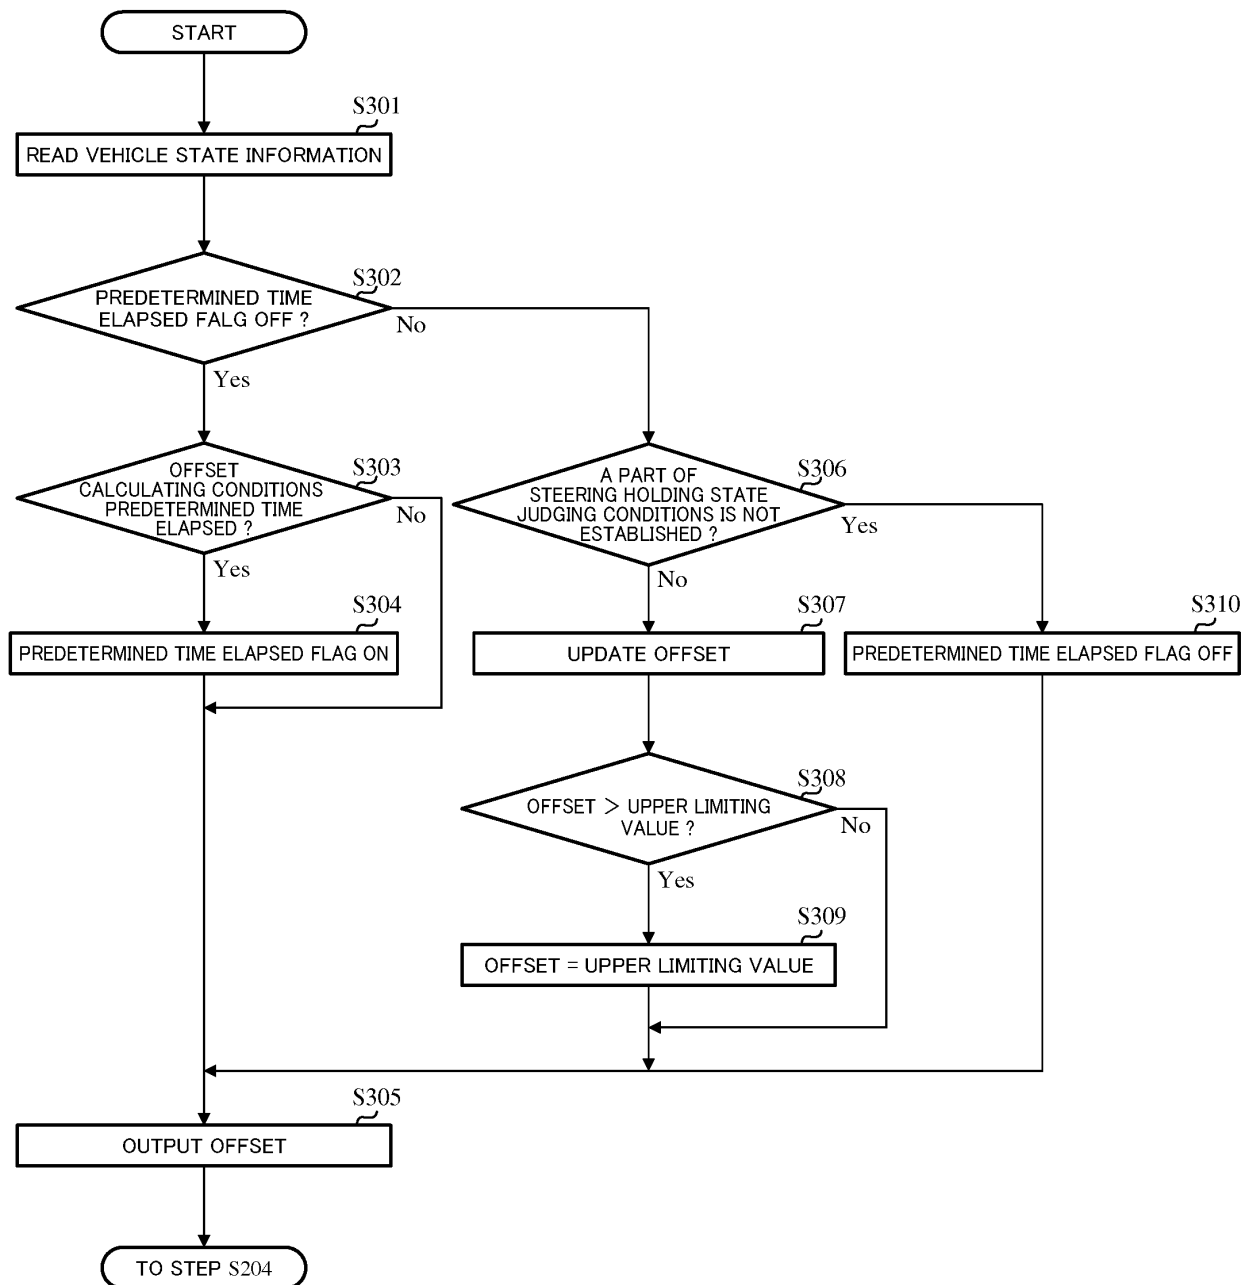 START
S301
READ VEHICLE STATE INFORMATION
S302
PREDETERMINED TIME
ELAPSED FALG OFF ?
No
Yes
S303
OFFSET
CALCULATING CONDITIONS
PREDETERMINED TIME
ELAPSED ?
No
Yes
S304
PREDETERMINED TIME ELAPSED FLAG ON
S306
A PART OF
STEERING HOLDING STATE
JUDGING CONDITIONS IS NOT
ESTABLISHED ?
Yes
No
S307
UPDATE OFFSET
S310
PREDETERMINED TIME ELAPSED FLAG OFF
S308
OFFSET > UPPER LIMITING
VALUE ?
No
Yes
S309
OFFSET = UPPER LIMITING VALUE
S305
OUTPUT OFFSET
TO STEP S204